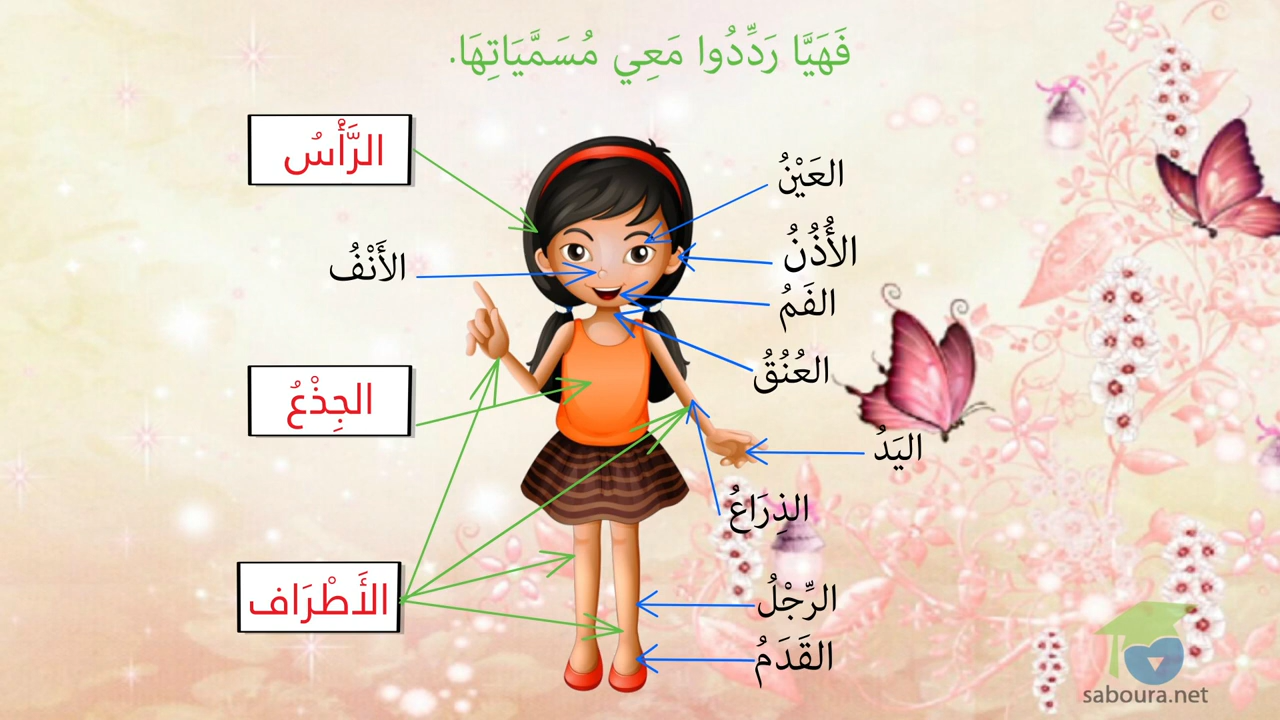 فَهَيَّا رَدِّدُوا مَعِي مُسَمَّيَاتِهَا.
الرَّأْسُ
العَيْنُ
الأُذُنُ
الأَنْفُ
الفَمُ
العُنُقُ
الجِذْعُ
اليَدُ
الذِرَاعُ
الأَطْرَاف
الرِّجْلُ
القَدَمُ
saboura.net